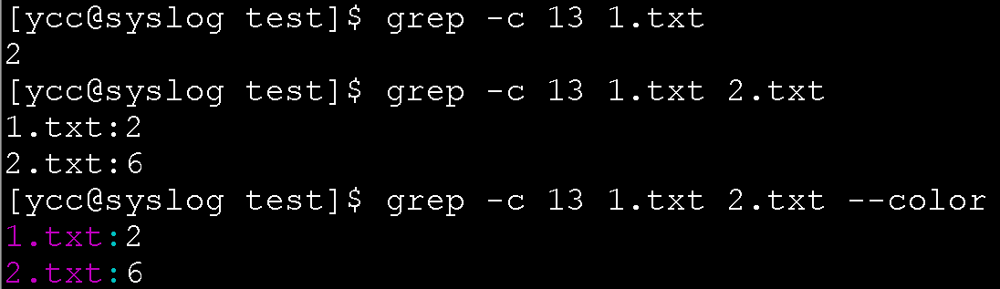 [ycc@syslog test]$ grep -c 13 1.txt
2
[ycc@syslog test]$ grep -c 13 1.txt 2.txt
1.txt:2
2.txt:6
[ycc@syslog test]$ grep -c 13 1.txt 2.txt --color
1.txt:2
2.txt:6